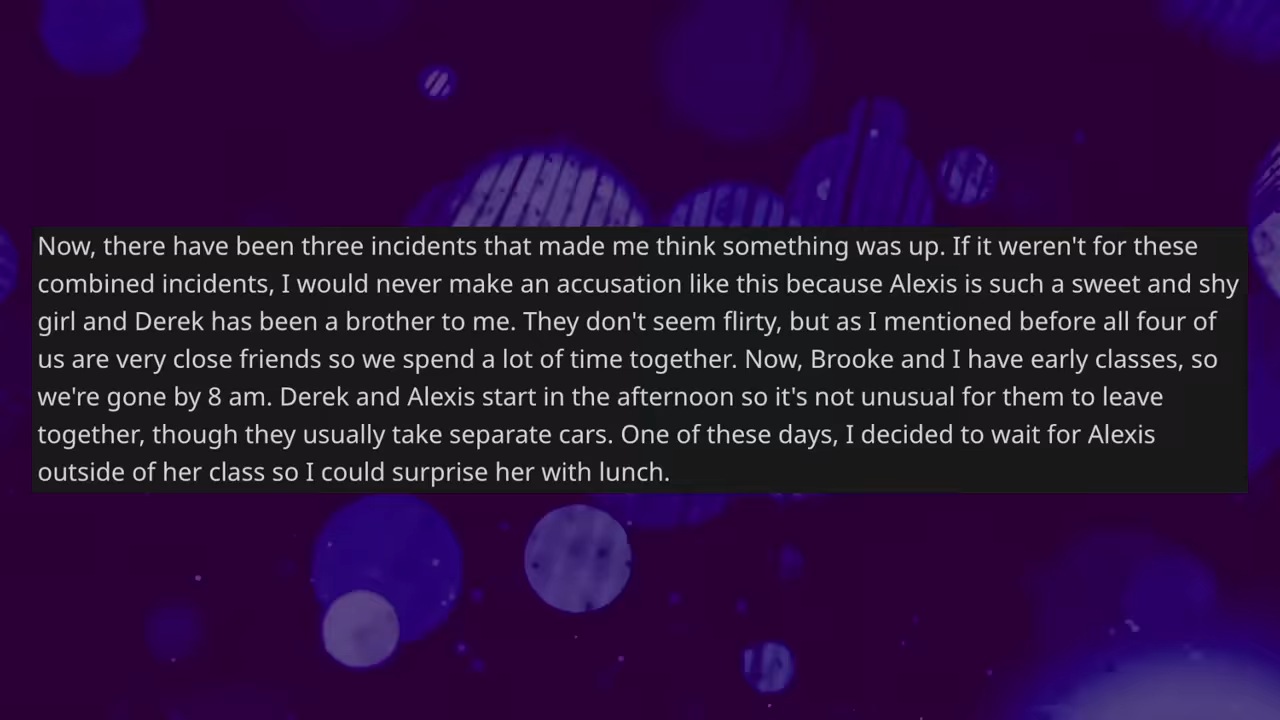 Now, there have been three incidents that made me think something was up. If it weren't for these
combined incidents, I would never make an accusation like this because Alexis is such a sweet and shy
girl and Derek has been a brother to me. They don't seem flirty, but as I mentioned before all four of
us are very close friends so we spend a lot of time together. Now, Brooke and I have early classes, so
we're gone by 8 am. Derek and Alexis start in the afternoon so it's not unusual for them to leave
together, though they usually take separate cars. One of these days, I decided to wait for Alexis
outside of her class so I could surprise her with lunch.